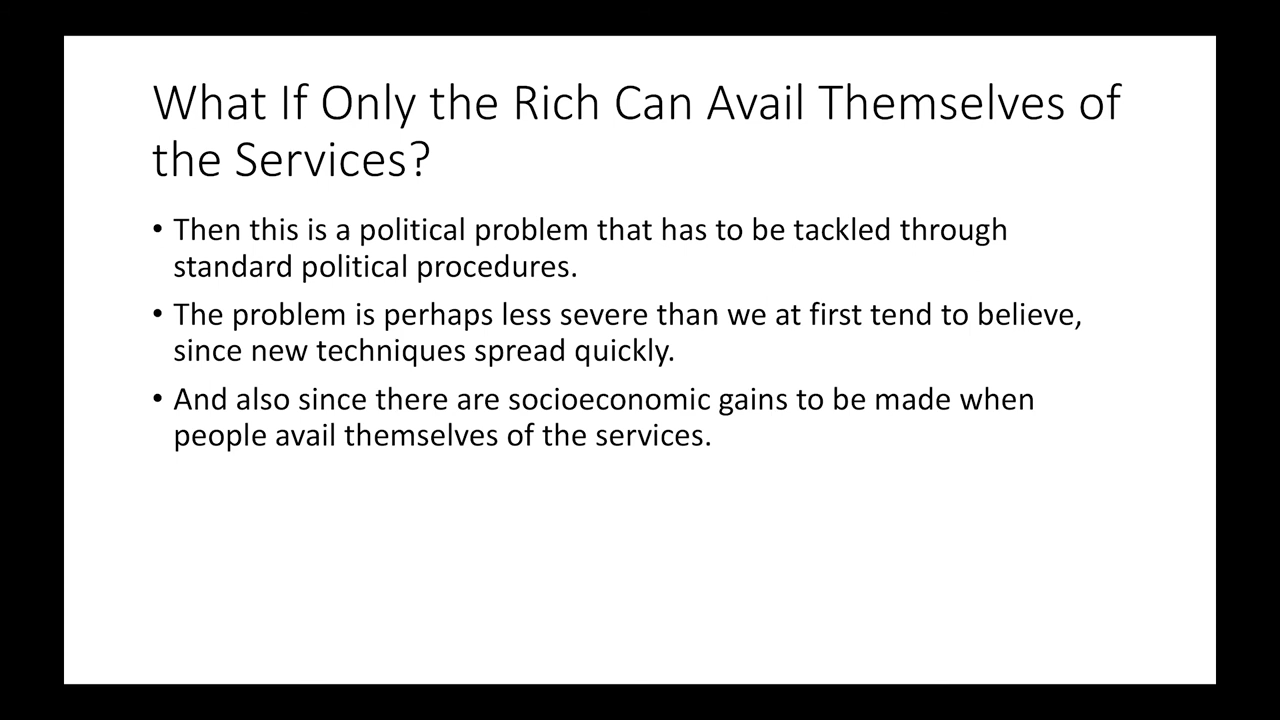 What If Only the Rich Can Avail Themselves of
the Services?
• Then this is a political problem that has to be tackled through
standard political procedures.
• The problem is perhaps less severe than we at first tend to believe,
since new techniques spread quickly.
• And also since there are socioeconomic gains to be made when
people avail themselves of the services.